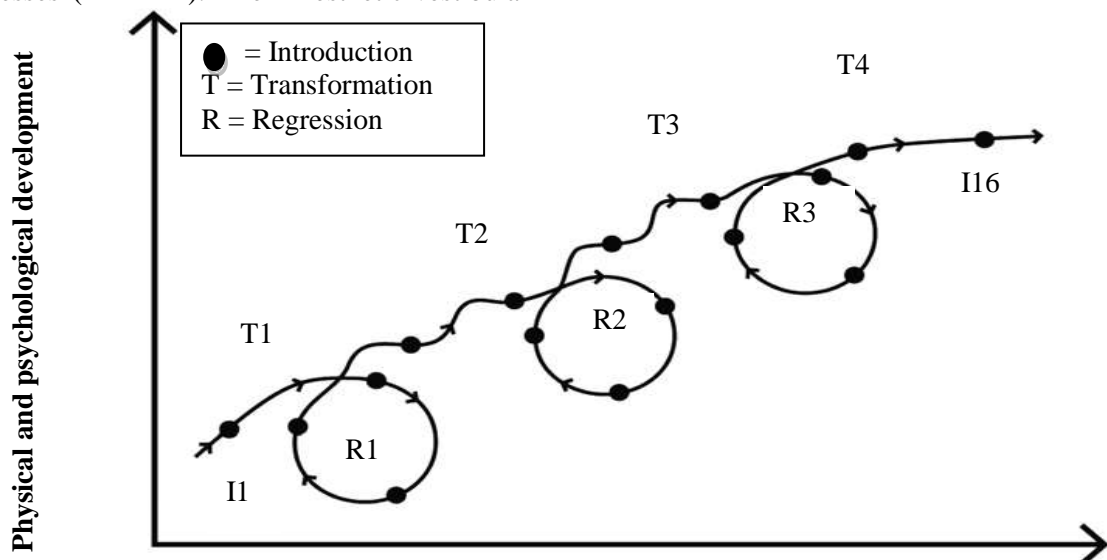 = Introduction
T = Transformation
R = Regression
T4
T3
I16
R3
T2
R2
T1
R1
I1
Physical and psychological development